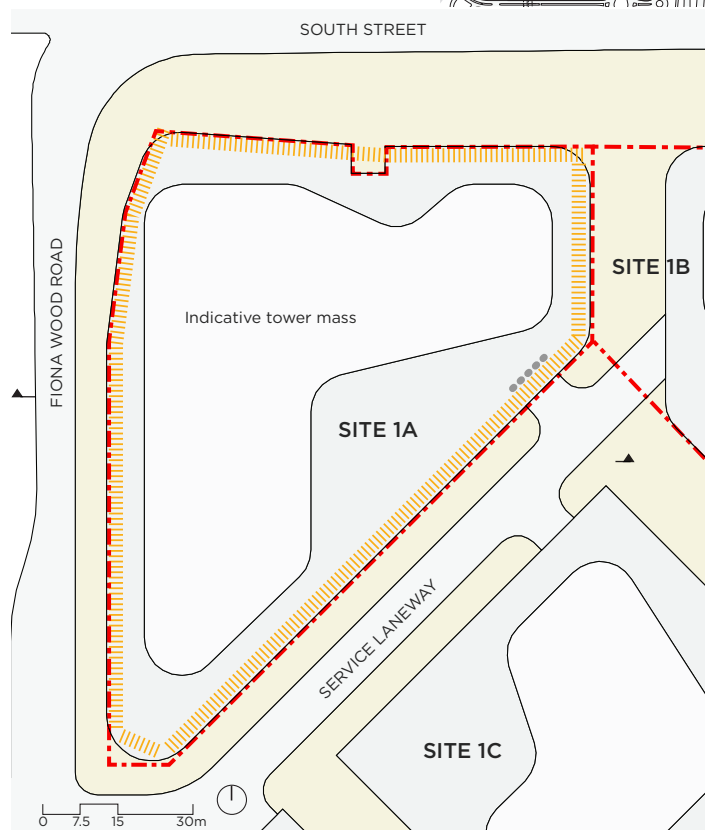 SOUTH STREET
FIONA WOOD ROAD
SITE 1B
Indicative tower mass
SITE 1A
SERVICE LANEWAY
SITE 1C
0 7.5 15 30m